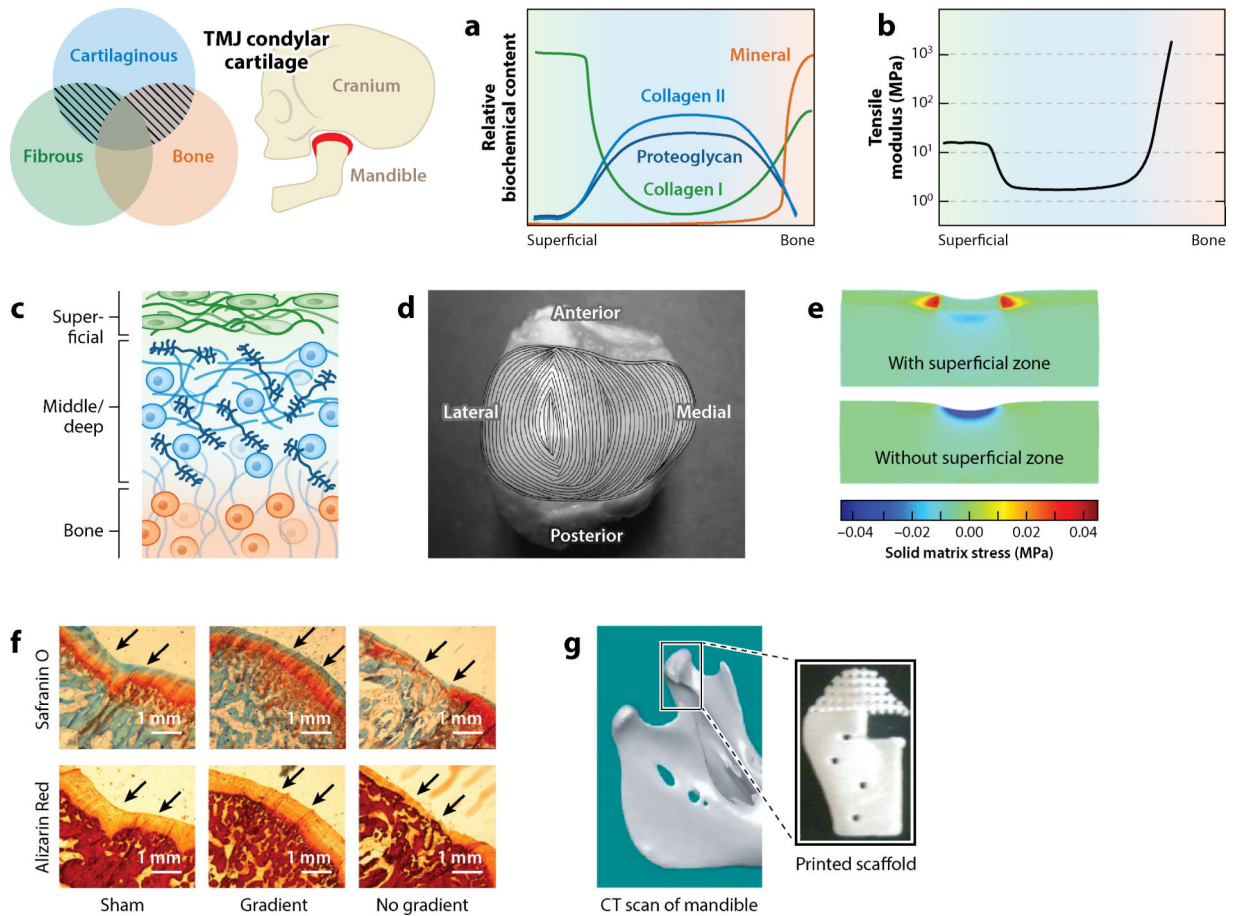 Cartilaginous
Fibrous
Bone
TMJ condylar
cartilage
Cranium
Mandible
a
Relative
biochemical content
Mineral
Collagen II
Proteoglycan
Collagen I
Superficial
Bone
b
Tensile
modulus (MPa)
10³
10²
10¹
10⁰
Superficial
Bone
c
Super-
ficial
Middle/
deep
Bone
d
Anterior
Lateral
Medial
Posterior
e
With superficial zone
Without superficial zone
−0.04
−0.02
0.00
0.02
0.04
Solid matrix stress (MPa)
f
Safranin O
1 mm
1 mm
1 mm
Alizarin Red
1 mm
1 mm
1 mm
Sham
Gradient
No gradient
g
CT scan of mandible
Printed scaffold